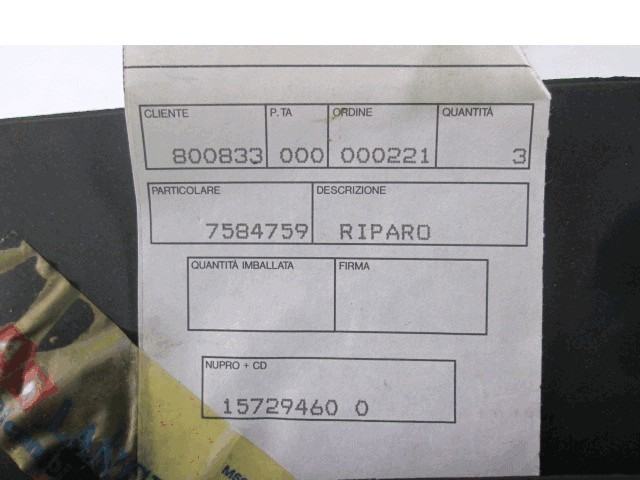 CLIENTE P.TA ORDINE QUANTITÀ
800833 000 000221 3
PARTICOLARE DESCRIZIONE
7584759 RIPARO
QUANTITÀ IMBALLATA FIRMA
NUPRO + CD
15729460 0